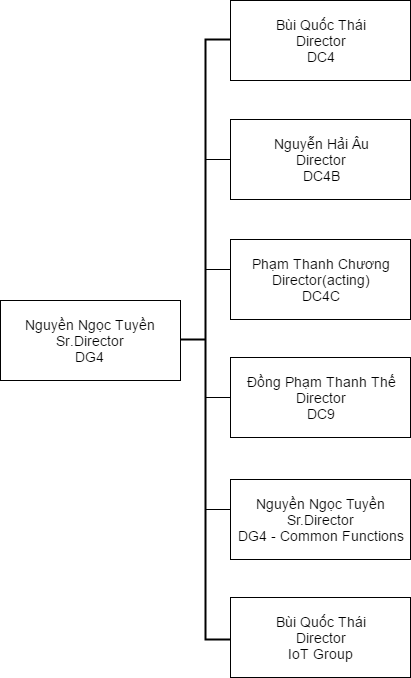 Bùi Quốc Thái
Director
DC4
Nguyễn Hải Âu
Director
DC4B
Phạm Thanh Chương
Director(acting)
DC4C
Nguyền Ngọc Tuyền
Sr.Director
DG4
Đồng Phạm Thanh Thế
Director
DC9
Nguyền Ngọc Tuyền
Sr.Director
DG4 - Common Functions
Bùi Quốc Thái
Director
IoT Group